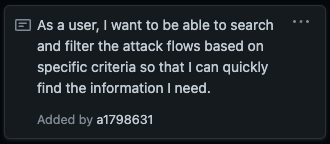 As a user, I want to be able to search
and filter the attack flows based on
specific criteria so that I can quickly
find the information I need.
Added by a1798631